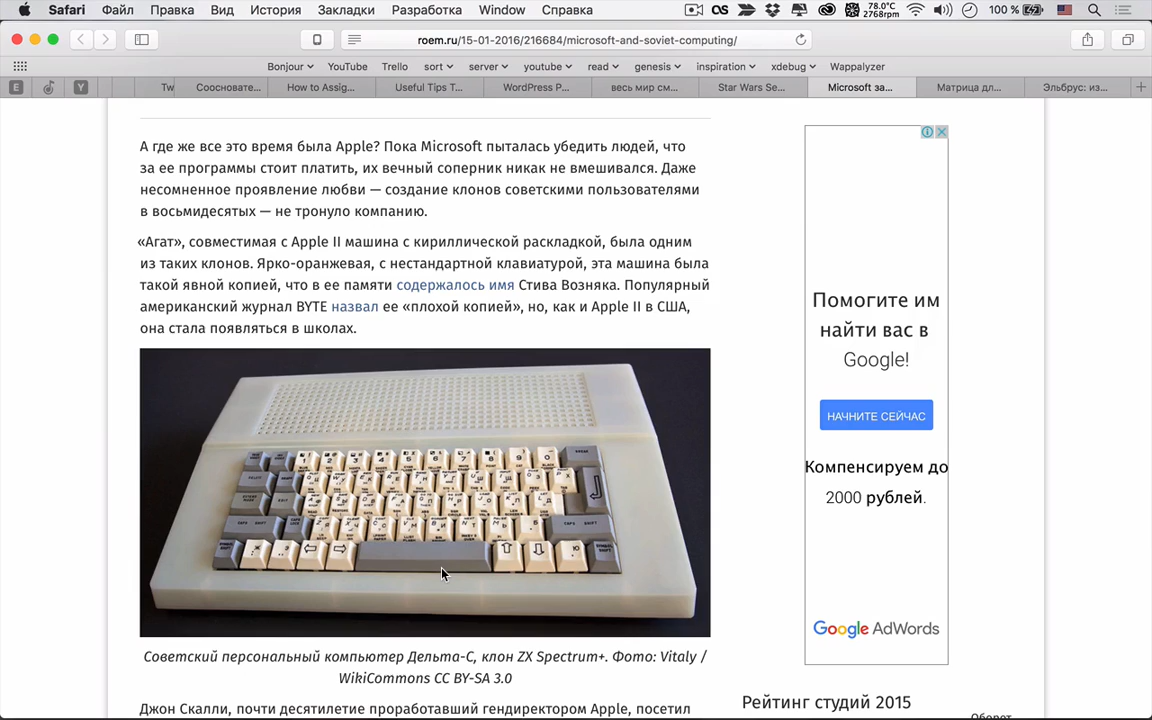 Safari Файл Правка Вид История Закладки Разработка Window Справка 78.0°C 2768rpm 100 %
roem.ru/15-01-2016/216684/microsoft-and-soviet-computing/
Bonjour YouTube Trello sort server youtube read genesis inspiration xdebug Wappalyzer
E Y Tw Сооснователе... How to Assig... Useful Tips T... WordPress P... весь мир см... Star Wars Se... Microsoft за... Матрица дл... Эльбрус: из...
А где же все это время была Apple? Пока Microsoft пыталась убедить людей, что
за ее программы стоит платить, их вечный соперник никак не вмешивался. Даже
несомненное проявление любви — создание клонов советскими пользователями
в восьмидесятых — не тронуло компанию.
«Агат», совместимая с Apple II машина с кириллической раскладкой, была одним
из таких клонов. Ярко-оранжевая, с нестандартной клавиатурой, эта машина была
такой явной копией, что в ее памяти содержалось имя Стива Возняка. Популярный
американский журнал BYTE назвал ее «плохой копией», но, как и Apple II в США,
она стала появляться в школах.
Советский персональный компьютер Дельта-С, клон ZX Spectrum+. Фото: Vitaly /
WikiCommons CC BY-SA 3.0
Джон Скалли, почти десятилетие проработавший гендиректором Apple, посетил
Помогите им
найти вас в
Google!
НАЧНИТЕ СЕЙЧАС
Компенсируем до
2000 рублей.
Google AdWords
Рейтинг студий 2015
Оборот